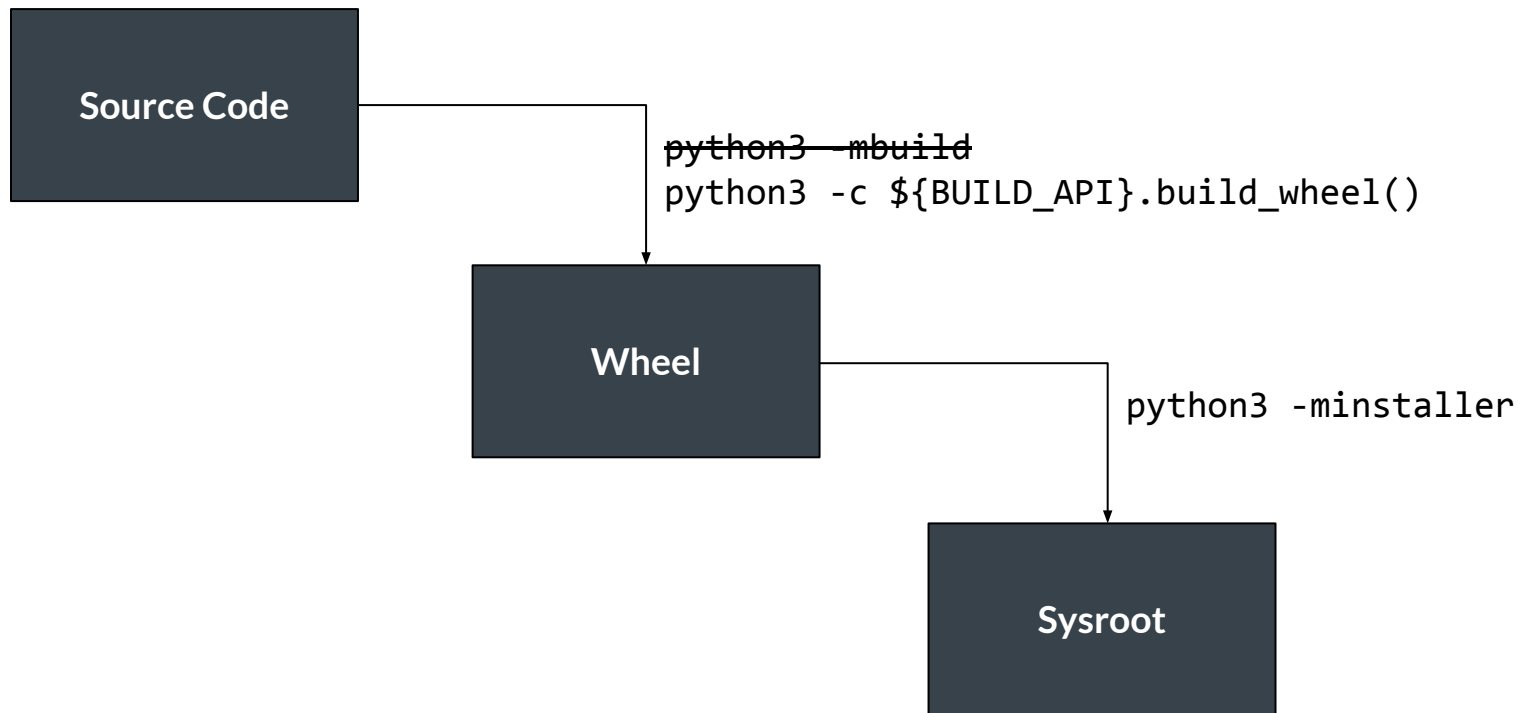 Source Code
python3 -mbuild
python3 -c ${BUILD_API}.build_wheel()
Wheel
python3 -minstaller
Sysroot